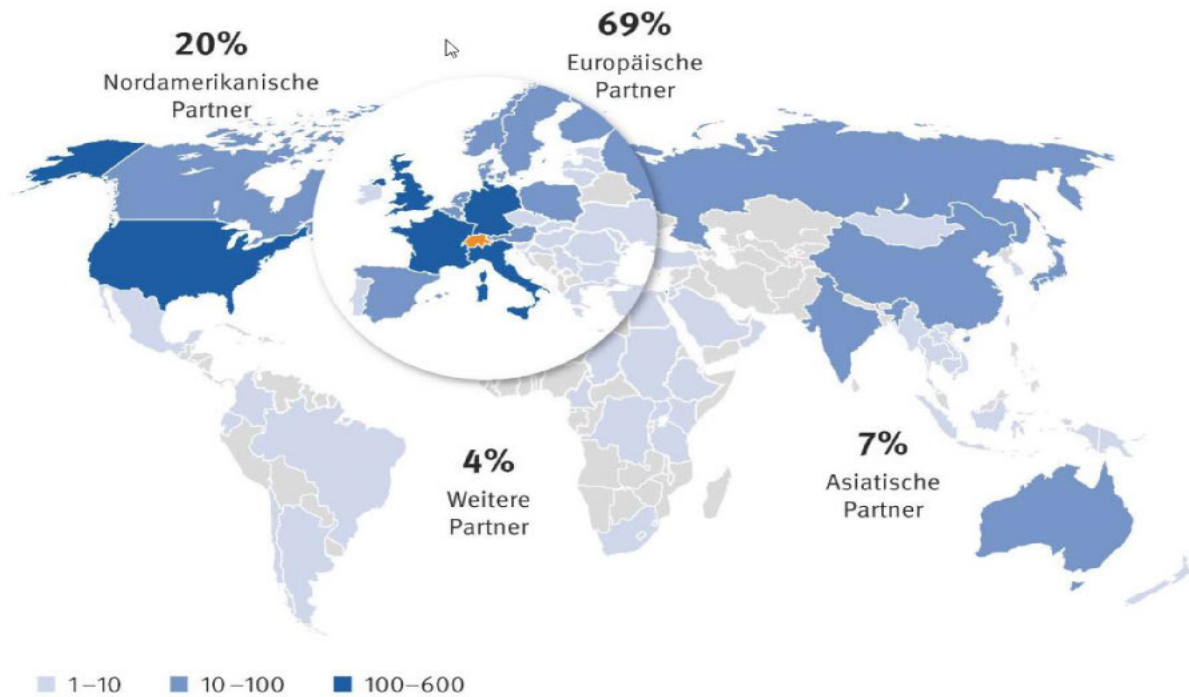 20%
Nordamerikanische
Partner
69%
Europäische
Partner
4%
Weitere
Partner
7%
Asiatische
Partner
1–10
10–100
100–600